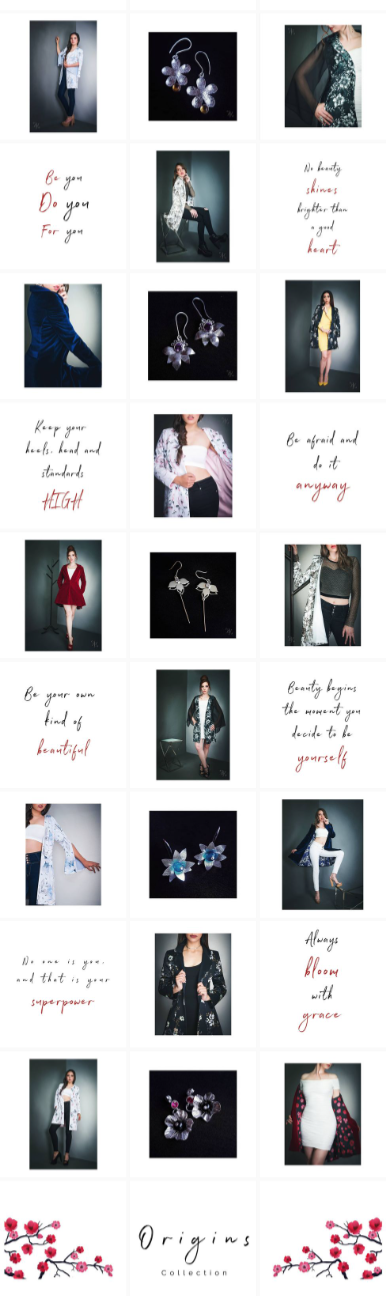 Be you
Do you
For you
No beauty
shines
brighter than
a good
heart
Keep your
heels, head and
standards
HIGH
Be afraid and
do it
anyway
Be your own
kind of
beautiful
Beauty begins
the moment you
decide to be
yourself
No one is you,
and that is your
superpower
Always
bloom
with
grace
Origins
Collection